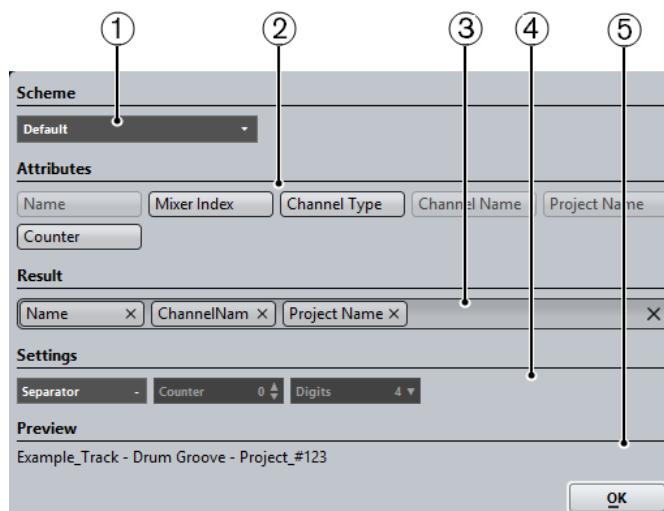 ① ② ③ ④ ⑤
Scheme
Default
Attributes
Name Mixer Index Channel Type Channel Name Project Name
Counter
Result
Name × ChannelNam × Project Name × ×
Settings
Separator - Counter 0 Digits 4
Preview
Example_Track - Drum Groove - Project_#123
OK